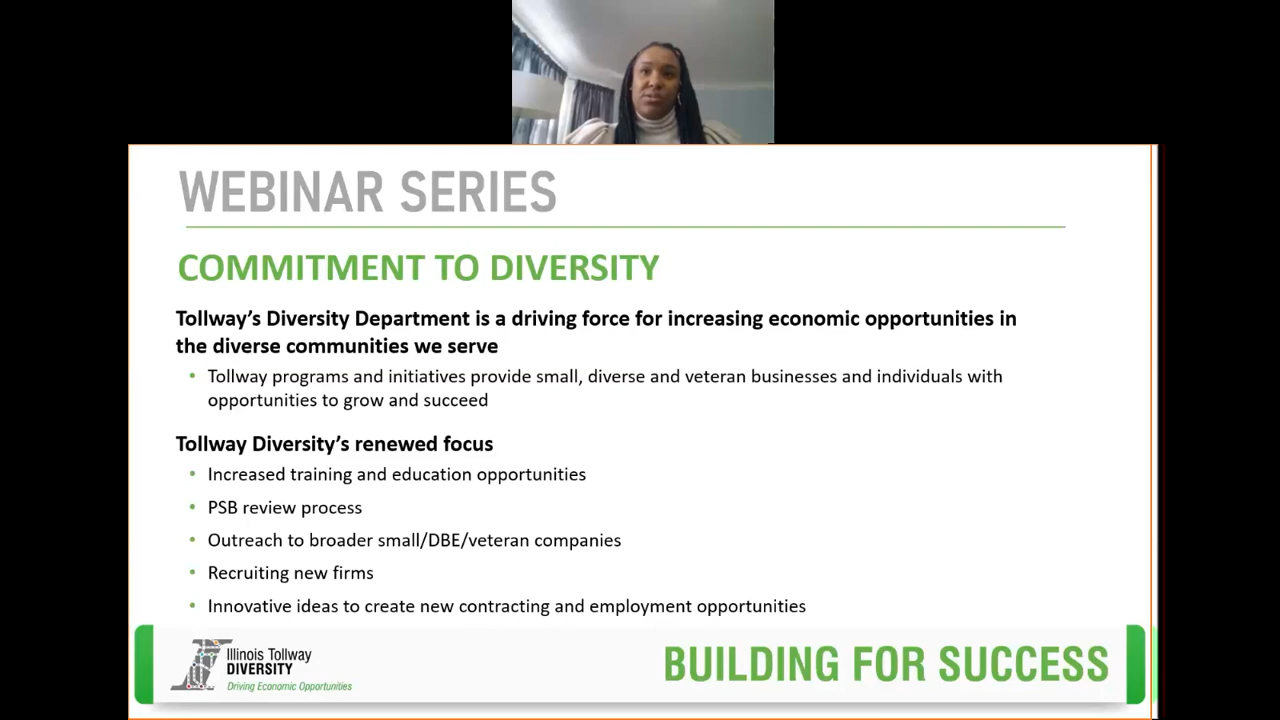 WEBINAR SERIES
COMMITMENT TO DIVERSITY
Tollway's Diversity Department is a driving force for increasing economic opportunities in
the diverse communities we serve
• Tollway programs and initiatives provide small, diverse and veteran businesses and individuals with
opportunities to grow and succeed
Tollway Diversity's renewed focus
• Increased training and education opportunities
• PSB review process
• Outreach to broader small/DBE/veteran companies
• Recruiting new firms
• Innovative ideas to create new contracting and employment opportunities
Illinois Tollway
DIVERSITY
Driving Economic Opportunities
BUILDING FOR SUCCESS